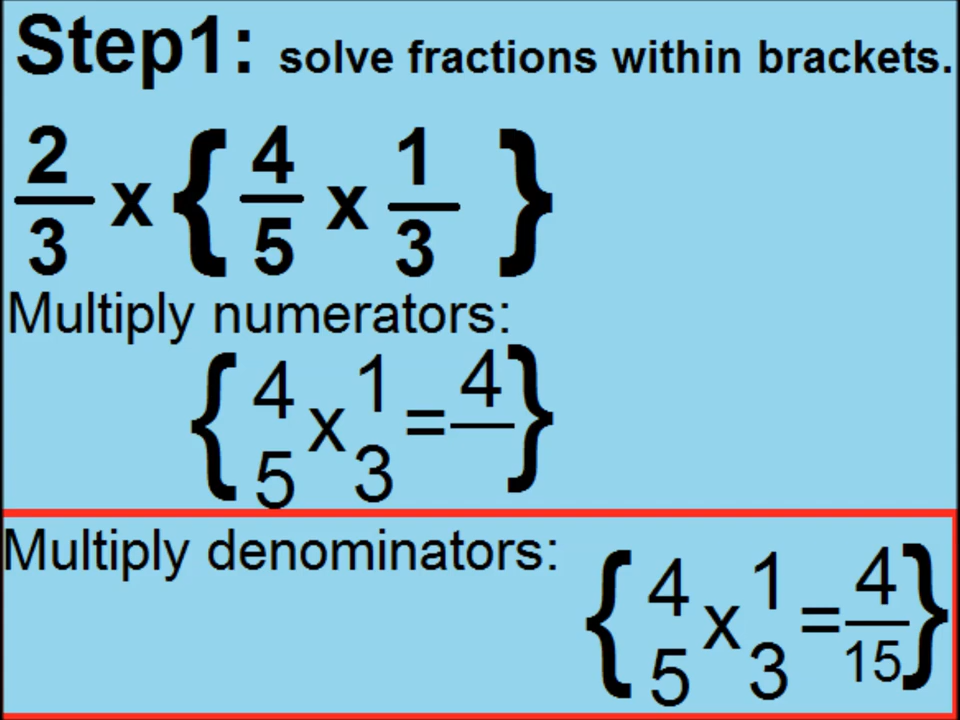 Step1: solve fractions within brackets.
2/3 x { 4/5 x 1/3 }
Multiply numerators:
{ 4/5 x 1/3 = 4/ }
Multiply denominators: { 4/5 x 1/3 = 4/15 }